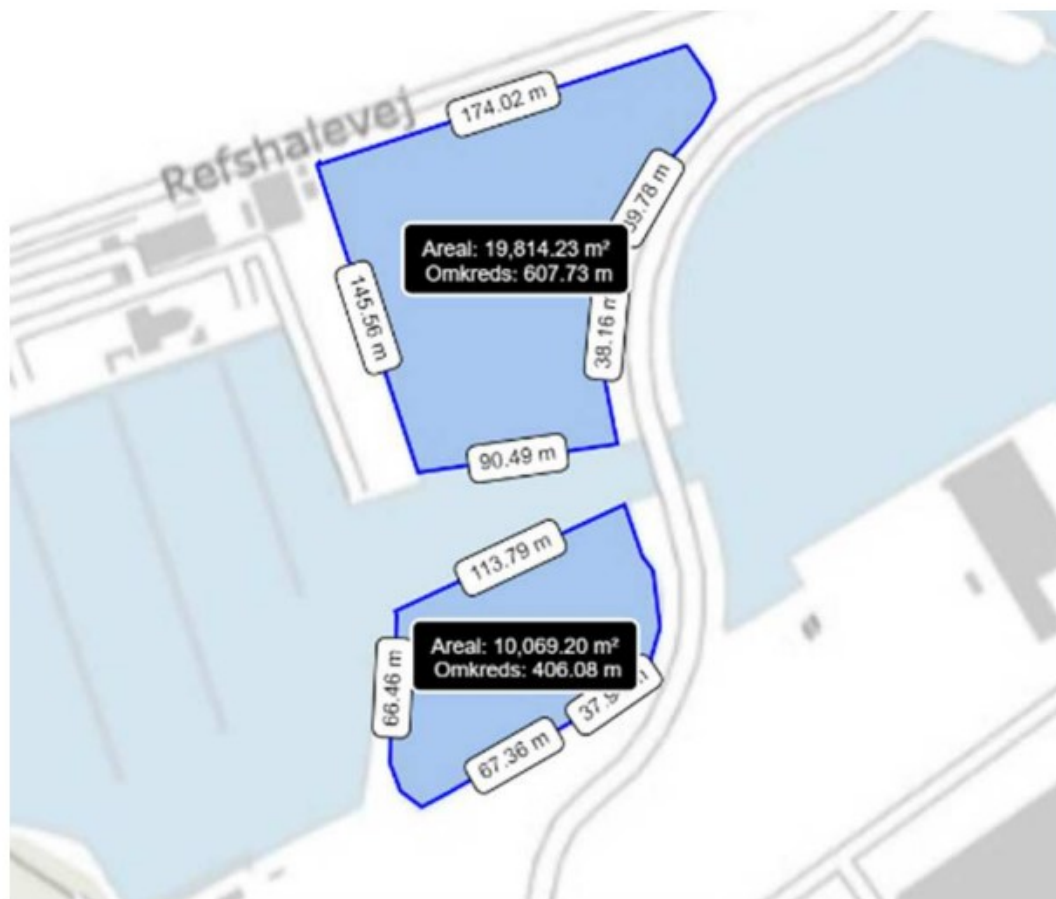 174.02 m
Refshalevej
39.78 m
Areal: 19,814.23 m²
Omkreds: 607.73 m
145.56 m
38.16 m
90.49 m
113.79 m
Areal: 10,069.20 m²
Omkreds: 406.08 m
66.46 m
67.36 m